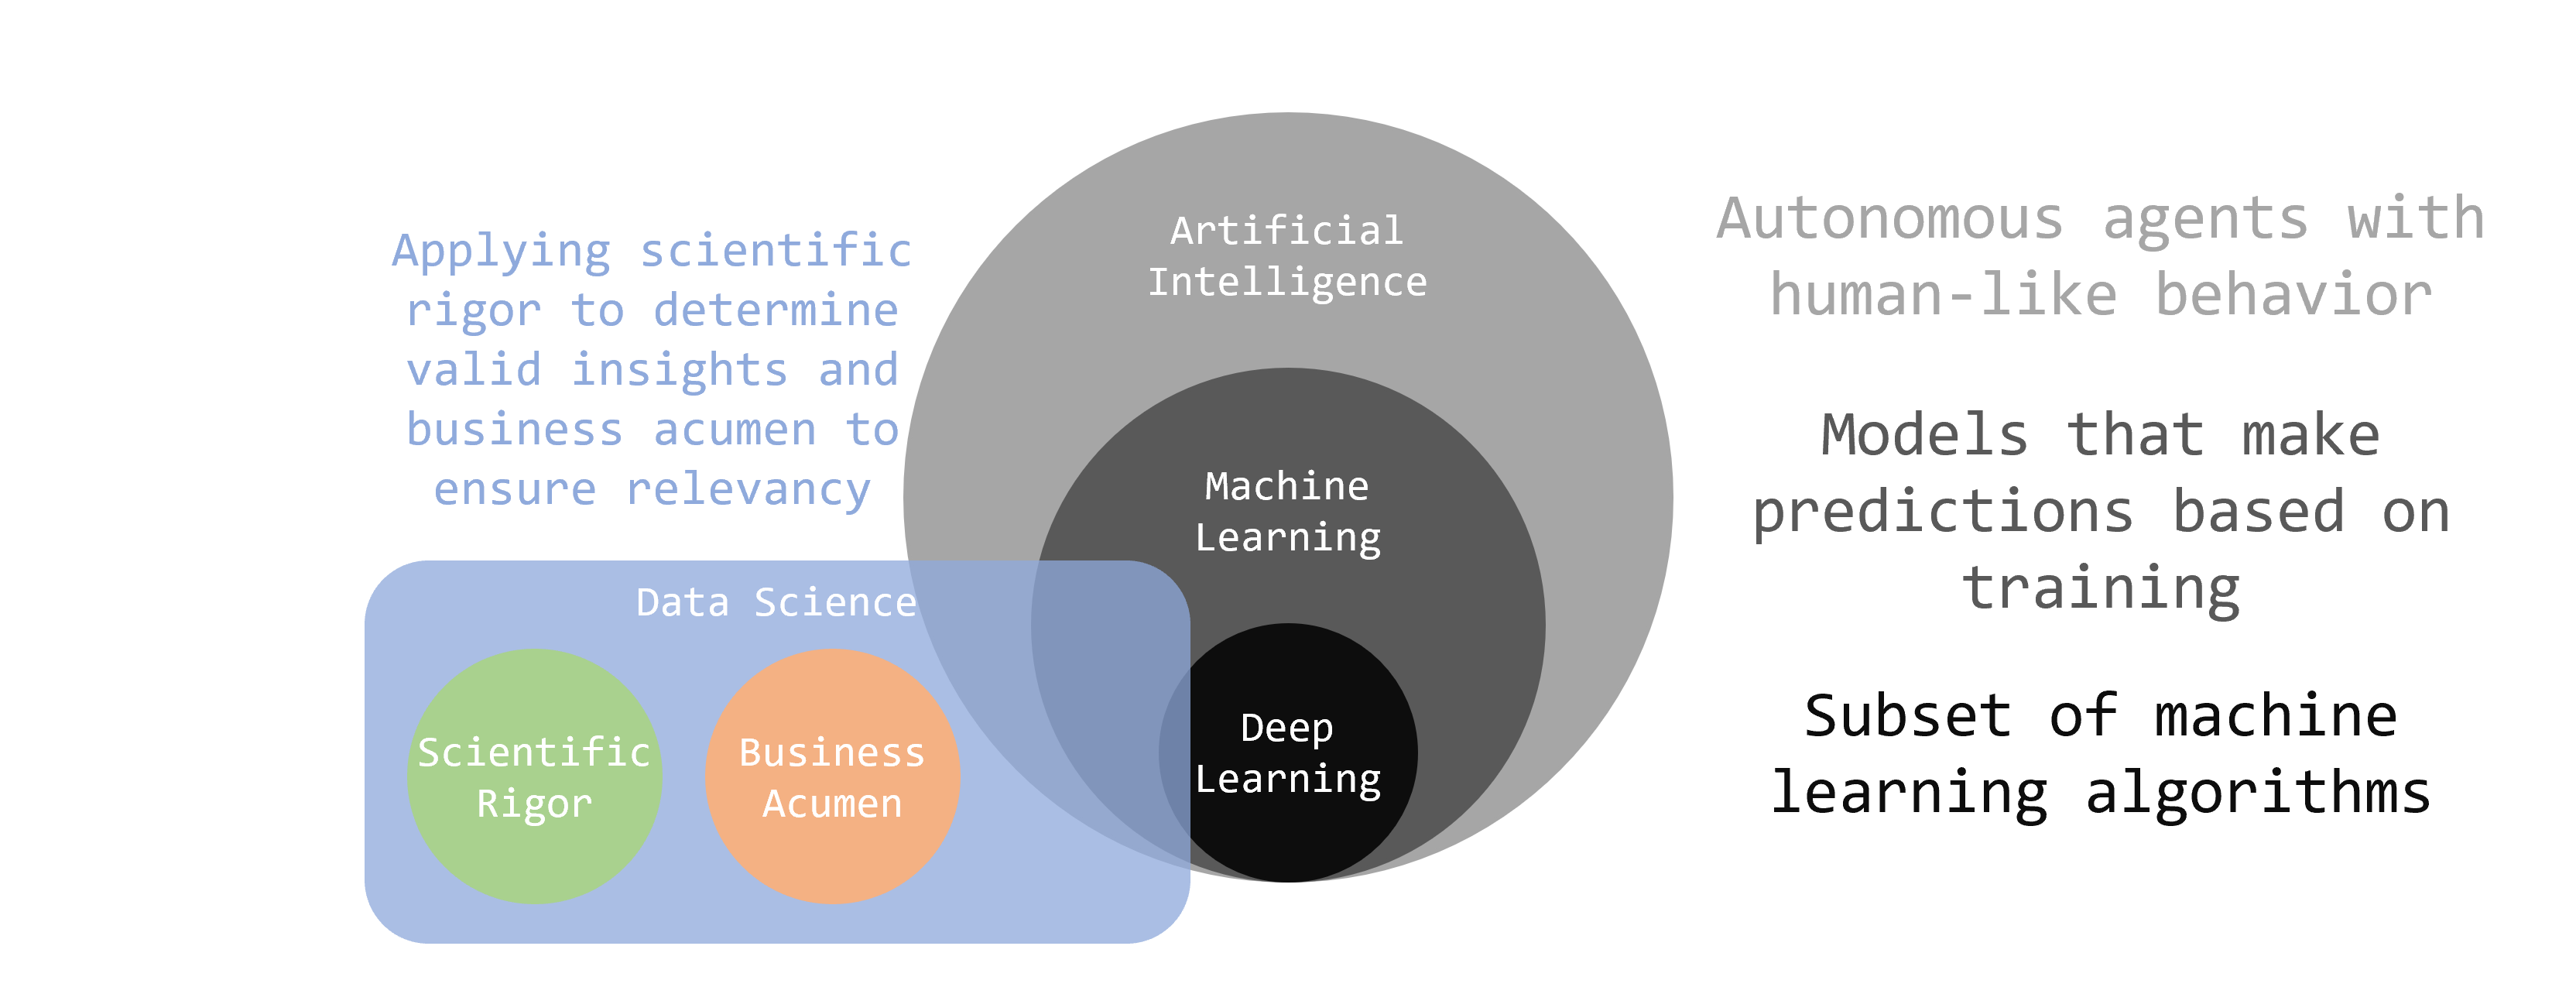 Applying scientific
rigor to determine
valid insights and
business acumen to
ensure relevancy
Data Science
Scientific
Rigor
Business
Acumen
Artificial
Intelligence
Machine
Learning
Deep
Learning
Autonomous agents with
human-like behavior
Models that make
predictions based on
training
Subset of machine
learning algorithms